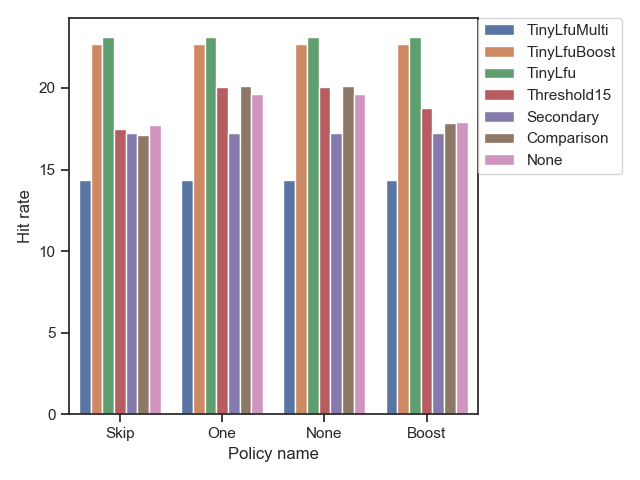 TinyLfuMulti
TinyLfuBoost
TinyLfu
Threshold15
Secondary
Comparison
None
Hit rate
20
15
10
5
0
Skip One None Boost
Policy name